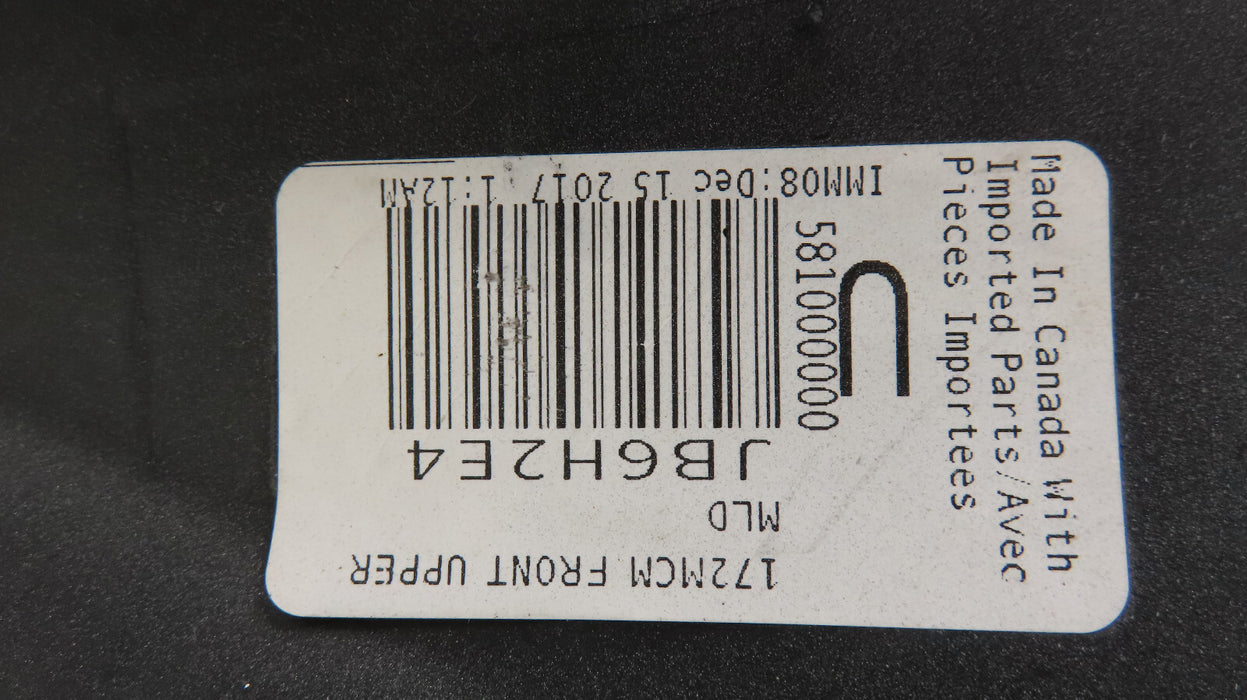 172MCM FRONT UPPER
MLD
JB6H2E4
IMM08:Dec 15 2017 1:12AM
5810000000
U
Made In Canada With
Imported Parts/Avec
Pieces Importees